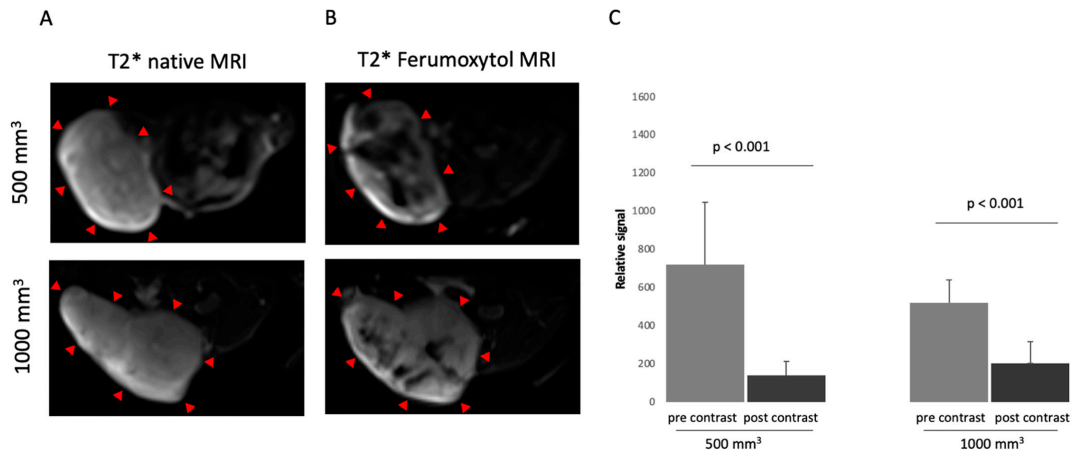 A
B
C
T2* native MRI
T2* Ferumoxytol MRI
500 mm³
1000 mm³
Relative signal
1600
1400
1200
1000
800
600
400
200
0
p < 0.001
p < 0.001
pre contrast post contrast
pre contrast post contrast
500 mm³
1000 mm³